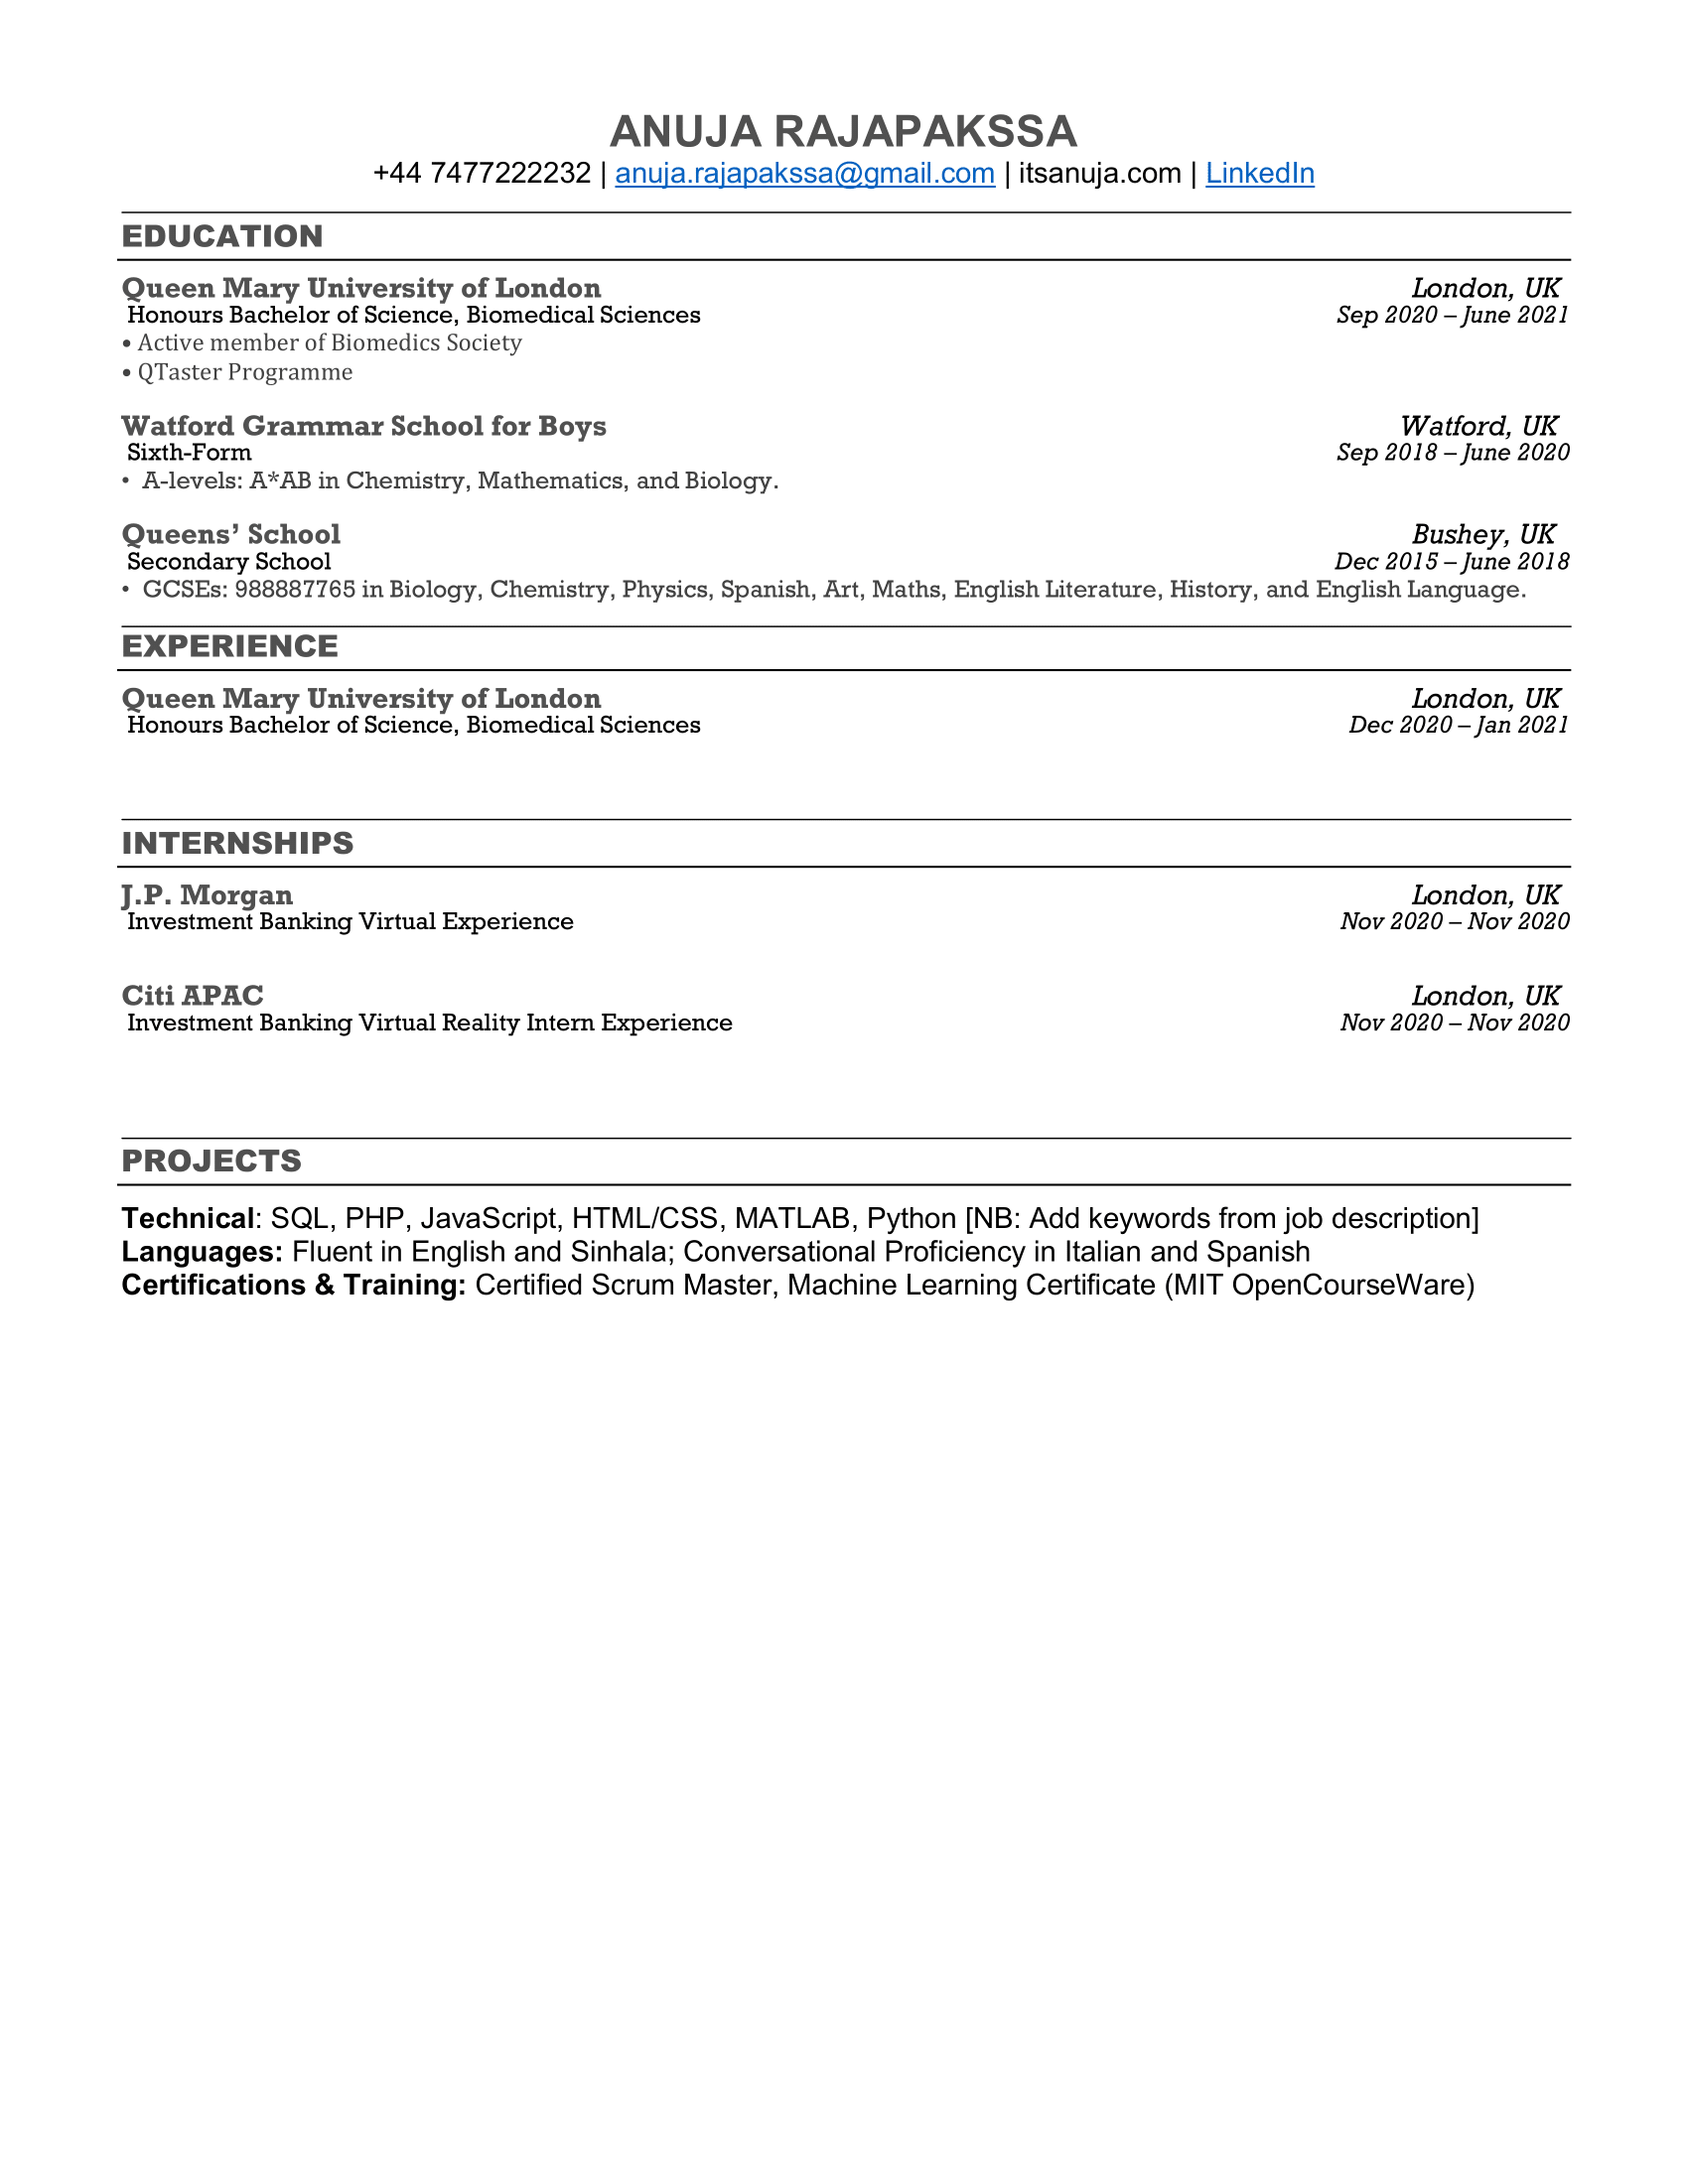 ANUJA RAJAPAKSSA
+44 7477222232 | anuja.rajapakssa@gmail.com | itsanuja.com | LinkedIn
EDUCATION
Queen Mary University of London London, UK
Honours Bachelor of Science, Biomedical Sciences Sep 2020 – June 2021
• Active member of Biomedics Society
• QTaster Programme
Watford Grammar School for Boys Watford, UK
Sixth-Form Sep 2018 – June 2020
• A-levels: A*AB in Chemistry, Mathematics, and Biology.
Queens’ School Bushey, UK
Secondary School Dec 2015 – June 2018
• GCSEs: 988887765 in Biology, Chemistry, Physics, Spanish, Art, Maths, English Literature, History, and English Language.
EXPERIENCE
Queen Mary University of London London, UK
Honours Bachelor of Science, Biomedical Sciences Dec 2020 – Jan 2021
INTERNSHIPS
J.P. Morgan London, UK
Investment Banking Virtual Experience Nov 2020 – Nov 2020
Citi APAC London, UK
Investment Banking Virtual Reality Intern Experience Nov 2020 – Nov 2020
PROJECTS
Technical: SQL, PHP, JavaScript, HTML/CSS, MATLAB, Python [NB: Add keywords from job description]
Languages: Fluent in English and Sinhala; Conversational Proficiency in Italian and Spanish
Certifications & Training: Certified Scrum Master, Machine Learning Certificate (MIT OpenCourseWare)